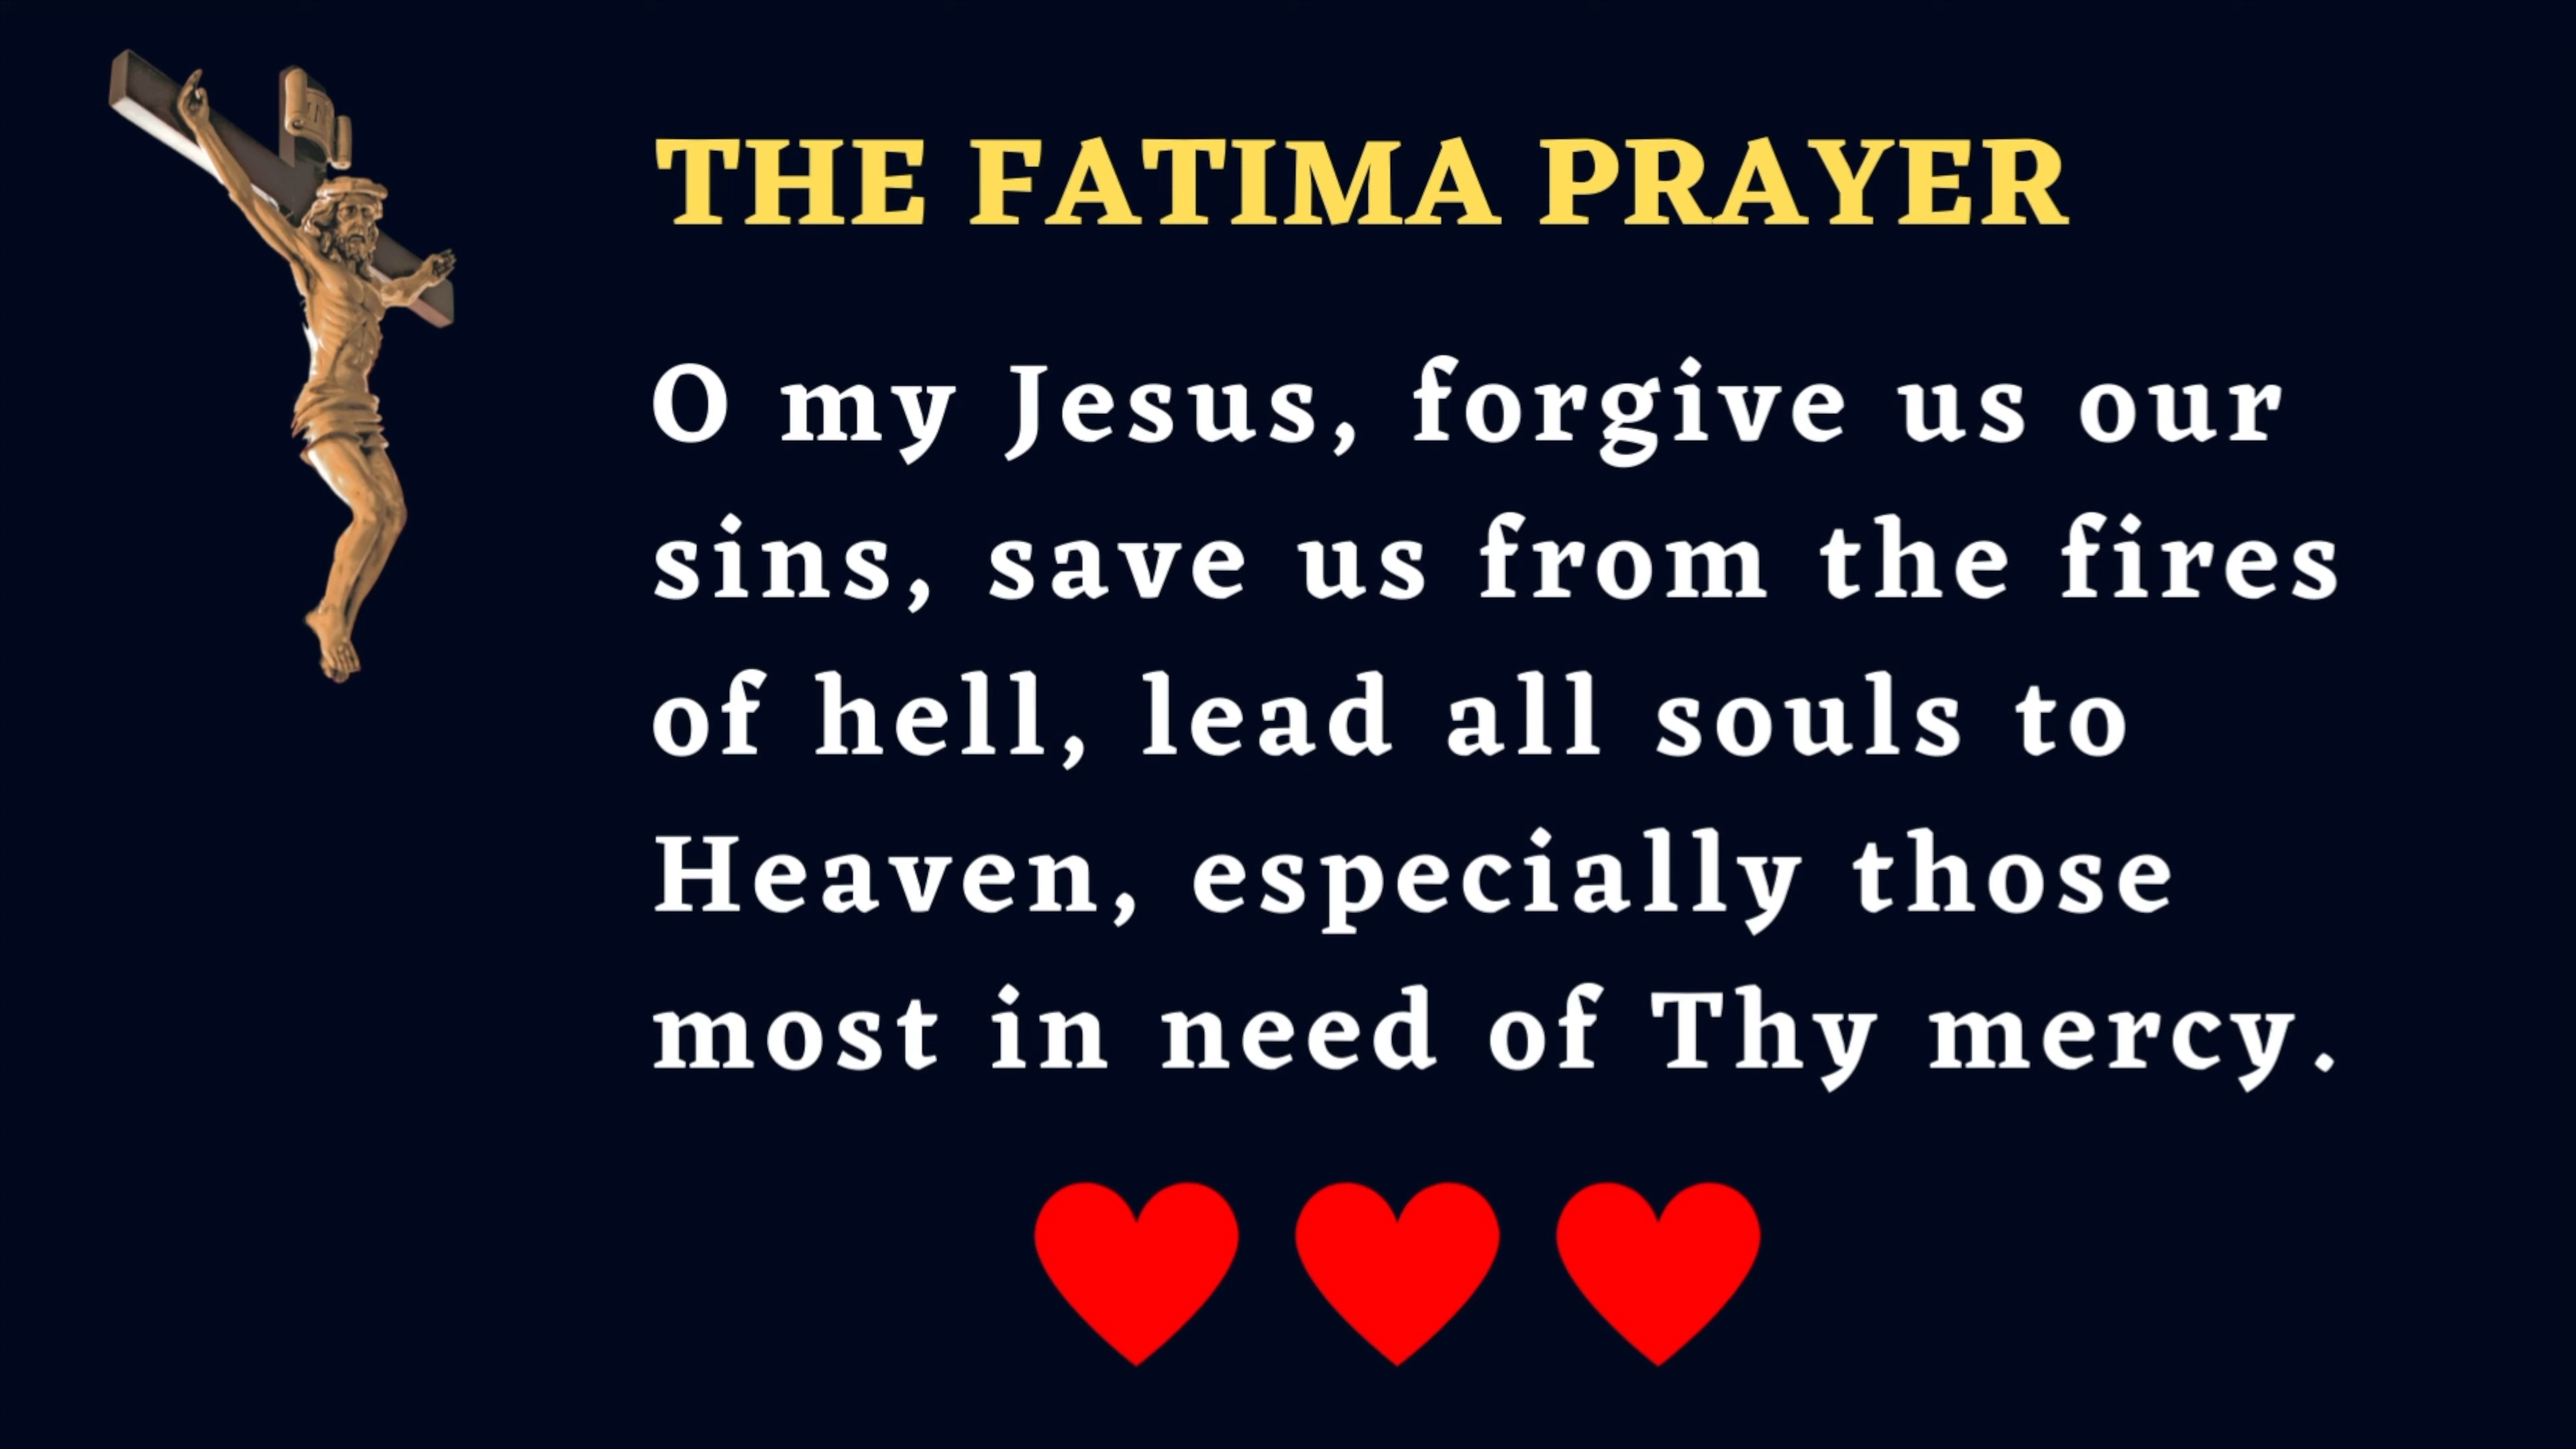 THE FATIMA PRAYER
O my Jesus, forgive us our
sins, save us from the fires
of hell, lead all souls to
Heaven, especially those
most in need of Thy mercy.